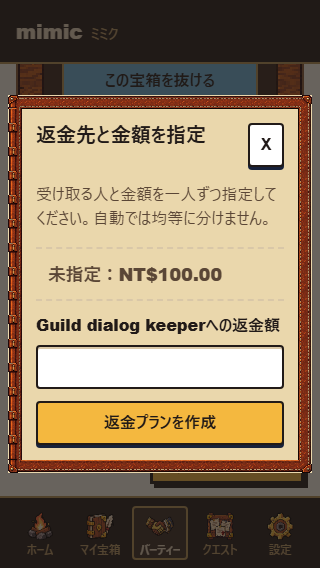 mimic ミミク
この宝箱を抜ける
返金先と金額を指定
X
受け取る人と金額を一人ずつ指定して
ください。自動では均等に分けません。
未指定：NT$100.00
Guild dialog keeperへの返金額
返金プランを作成
ホーム
マイ宝箱
パーティー
クエスト
設定